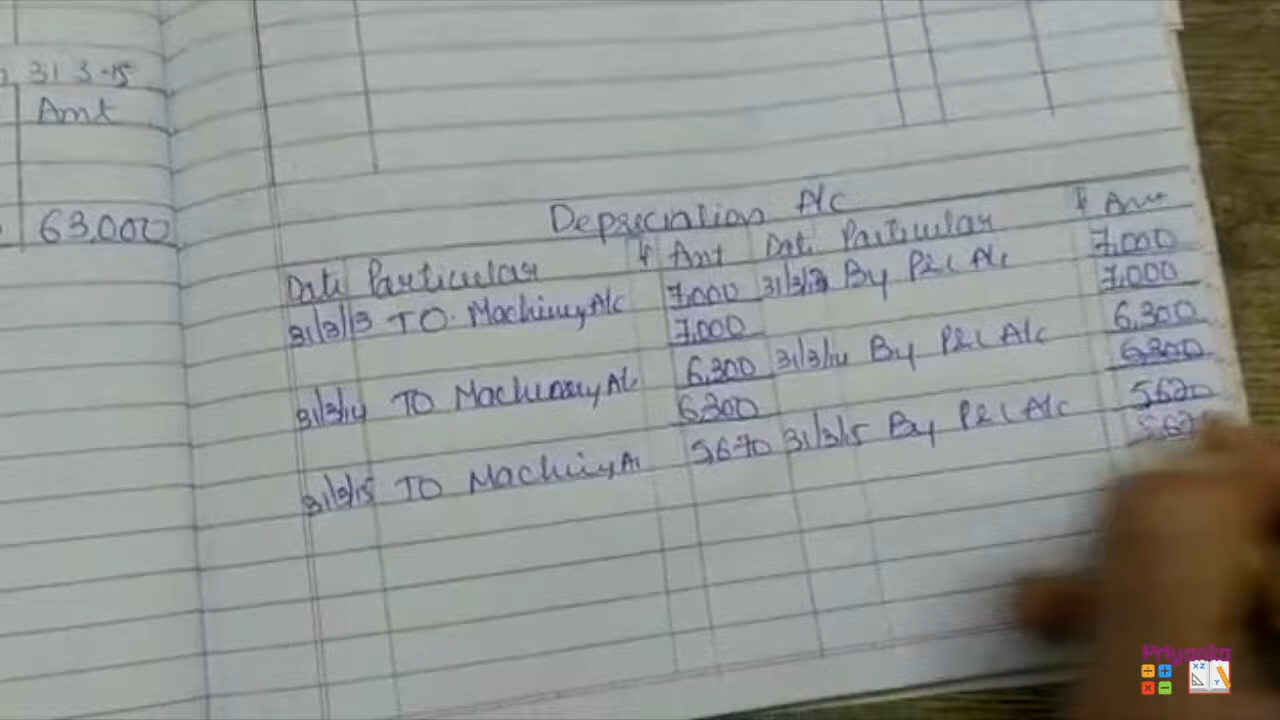 31 3-15
Amt
63,000
Depreciation A/c
Date Particular ₹ Amt Date Particular ₹ Amt
31/3/13 TO Machinery A/c 7,000 31/3/13 By P&L A/c 7,000
7,000 7,000
31/3/14 TO Machinery A/c 6,300 31/3/14 By P&L A/c 6,300
6,300 6,300
31/3/15 TO Machinery A/c 5,670 31/3/15 By P&L A/c 5670
Priyanka